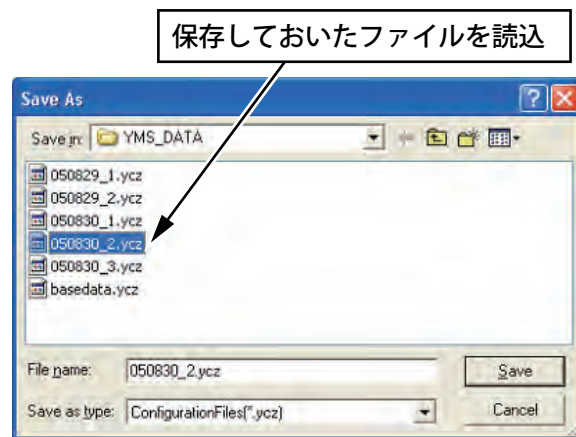 保存しておいたファイルを読込
Save As
Save in: YMS_DATA
050829_1.ycz
050829_2.ycz
050830_1.ycz
050830_2.ycz
050830_3.ycz
basedata.ycz
File name: 050830_2.ycz Save
Save as type: ConfigurationFiles(*.ycz) Cancel